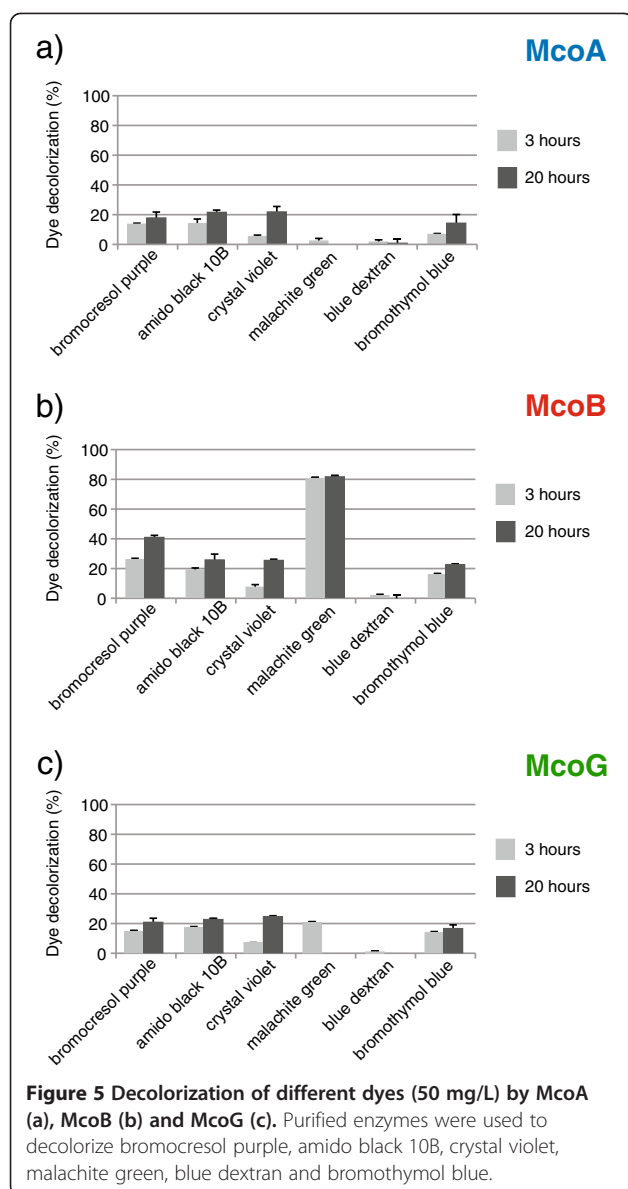 a)
McoA
Dye decolorization (%)
100
80
60
40
20
0
3 hours
20 hours
bromocresol purple
amido black 10B
crystal violet
malachite green
blue dextran
bromothymol blue
b)
McoB
Dye decolorization (%)
100
80
60
40
20
0
3 hours
20 hours
bromocresol purple
amido black 10B
crystal violet
malachite green
blue dextran
bromothymol blue
c)
McoG
Dye decolorization (%)
100
80
60
40
20
0
3 hours
20 hours
bromocresol purple
amido black 10B
crystal violet
malachite green
blue dextran
bromothymol blue
Figure 5 Decolorization of different dyes (50 mg/L) by McoA
(a), McoB (b) and McoG (c). Purified enzymes were used to
decolorize bromocresol purple, amido black 10B, crystal violet,
malachite green, blue dextran and bromothymol blue.